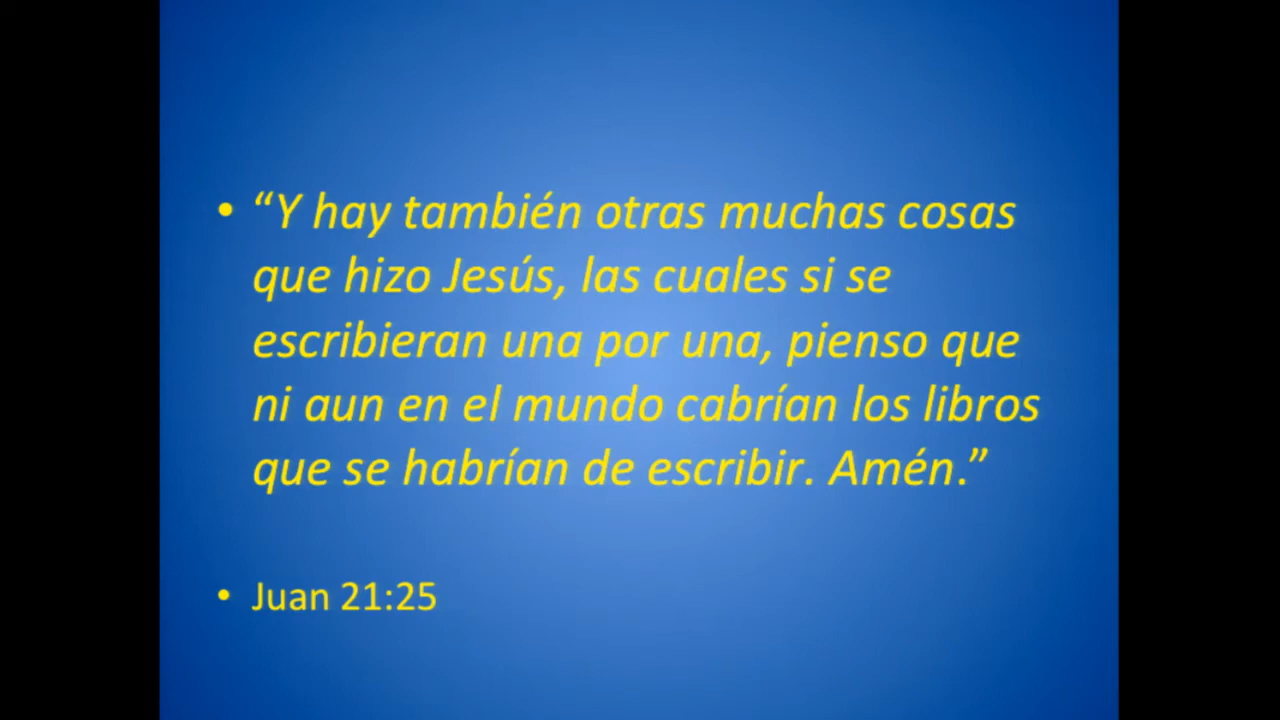 • “Y hay también otras muchas cosas
que hizo Jesús, las cuales si se
escribieran una por una, pienso que
ni aun en el mundo cabrían los libros
que se habrían de escribir. Amén.”
• Juan 21:25